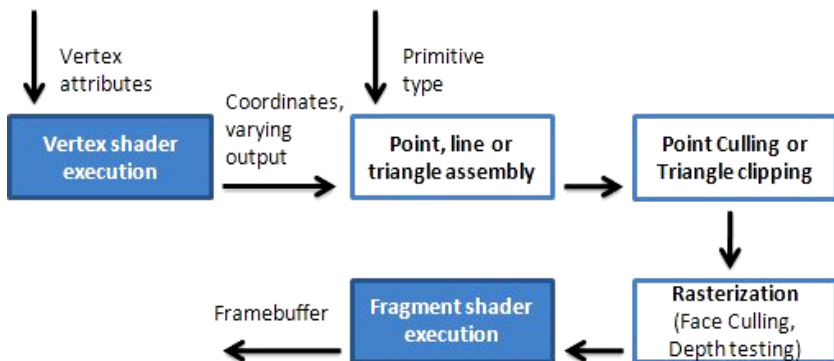 Vertex
attributes
Primitive
type
Coordinates,
varying
output
Vertex shader
execution
Point, line or
triangle assembly
Point Culling or
Triangle clipping
Framebuffer
Fragment shader
execution
Rasterization
(Face Culling,
Depth testing)